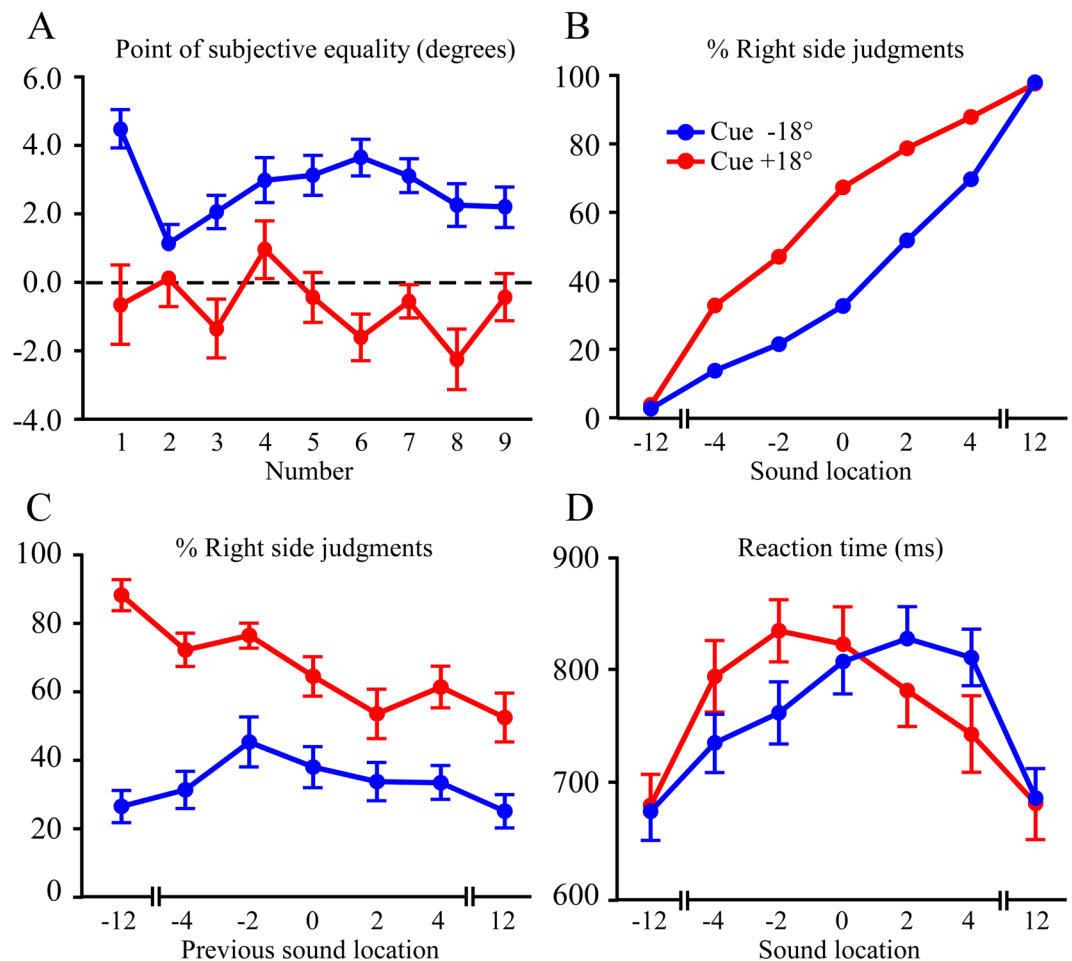 A
Point of subjective equality (degrees)
6.0
4.0
2.0
0.0
-2.0
-4.0
1 2 3 4 5 6 7 8 9
Number
B
% Right side judgments
100
80
60
40
20
0
Cue -18°
Cue +18°
-12 -4 -2 0 2 4 12
Sound location
C
% Right side judgments
100
80
60
40
20
0
-12 -4 -2 0 2 4 12
Previous sound location
D
Reaction time (ms)
900
800
700
600
-12 -4 -2 0 2 4 12
Sound location